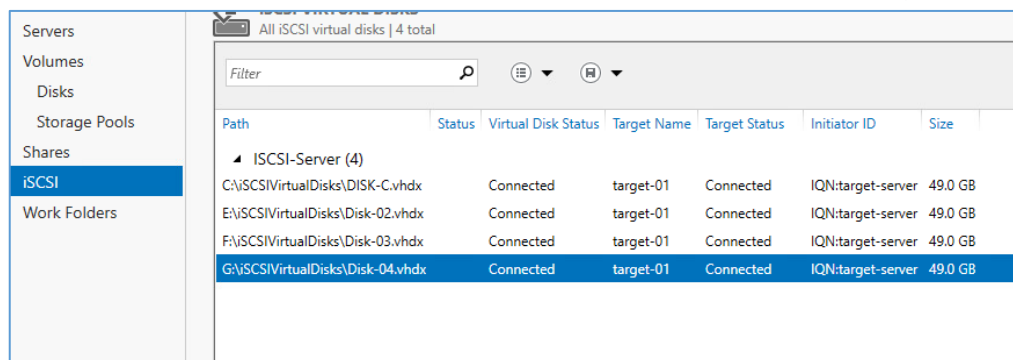 iSCSI VIRTUAL DISKS
All iSCSI virtual disks | 4 total
Servers
Volumes
Disks
Storage Pools
Shares
iSCSI
Work Folders
Filter
Path Status Virtual Disk Status Target Name Target Status Initiator ID Size
ISCSI-Server (4)
C:\iSCSIVirtualDisks\DISK-C.vhdx Connected target-01 Connected IQN:target-server 49.0 GB
E:\iSCSIVirtualDisks\Disk-02.vhdx Connected target-01 Connected IQN:target-server 49.0 GB
F:\iSCSIVirtualDisks\Disk-03.vhdx Connected target-01 Connected IQN:target-server 49.0 GB
G:\iSCSIVirtualDisks\Disk-04.vhdx Connected target-01 Connected IQN:target-server 49.0 GB